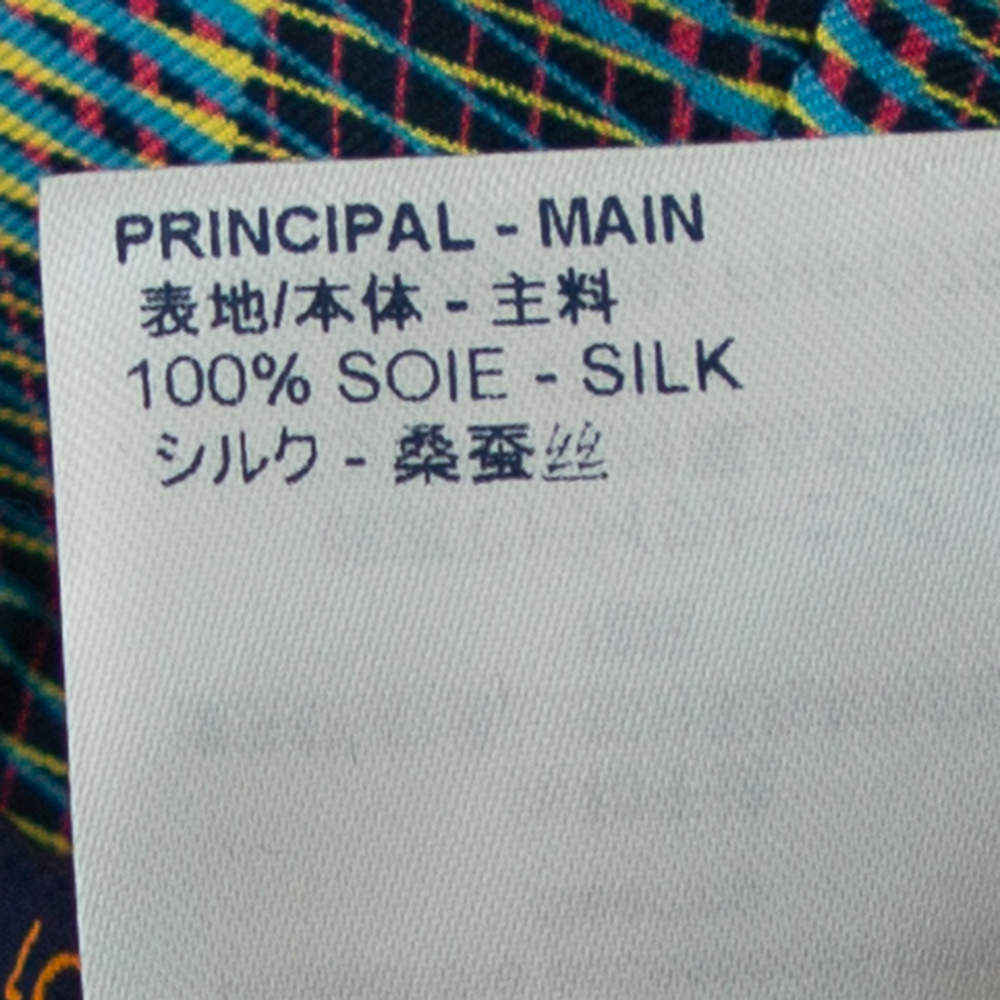 PRINCIPAL - MAIN
表地/本体 - 主料
100% SOIE - SILK
シルク - 桑蚕丝